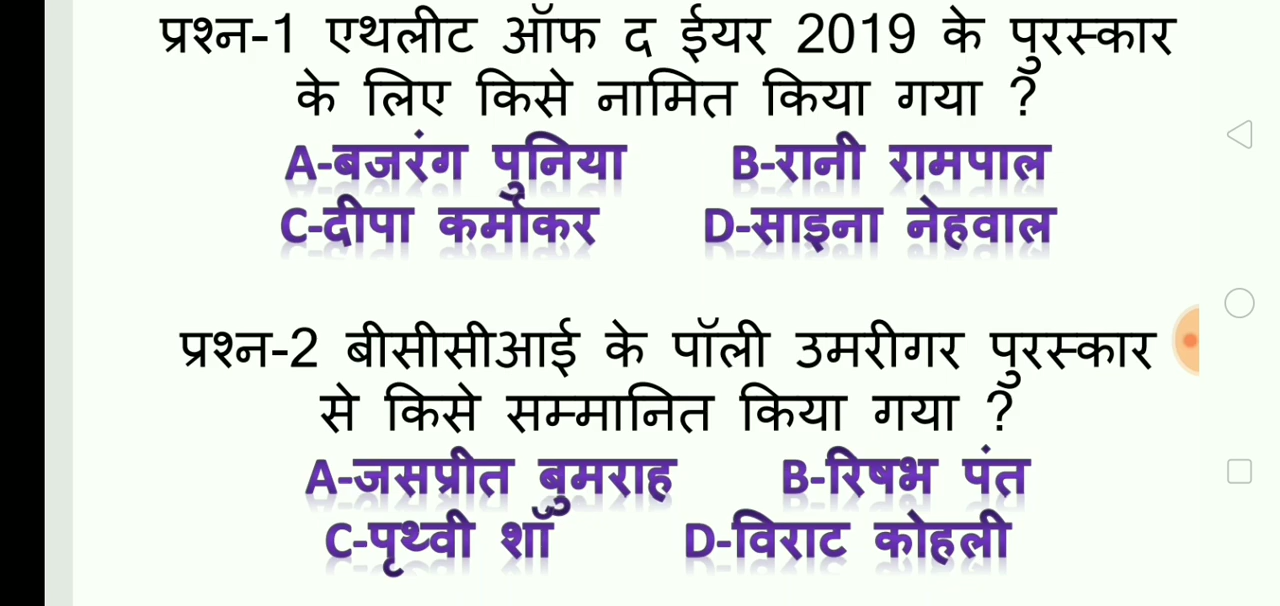 प्रश्न-1 एथलीट ऑफ द ईयर 2019 के पुरस्कार
के लिए किसे नामित किया गया ?
A-बजरंग पुनिया B-रानी रामपाल
C-दीपा कर्माकर D-साइना नेहवाल
प्रश्न-2 बीसीसीआई के पॉली उमरीगर पुरस्कार
से किसे सम्मानित किया गया ?
A-जसप्रीत बुमराह B-रिषभ पंत
C-पृथ्वी शॉ D-विराट कोहली